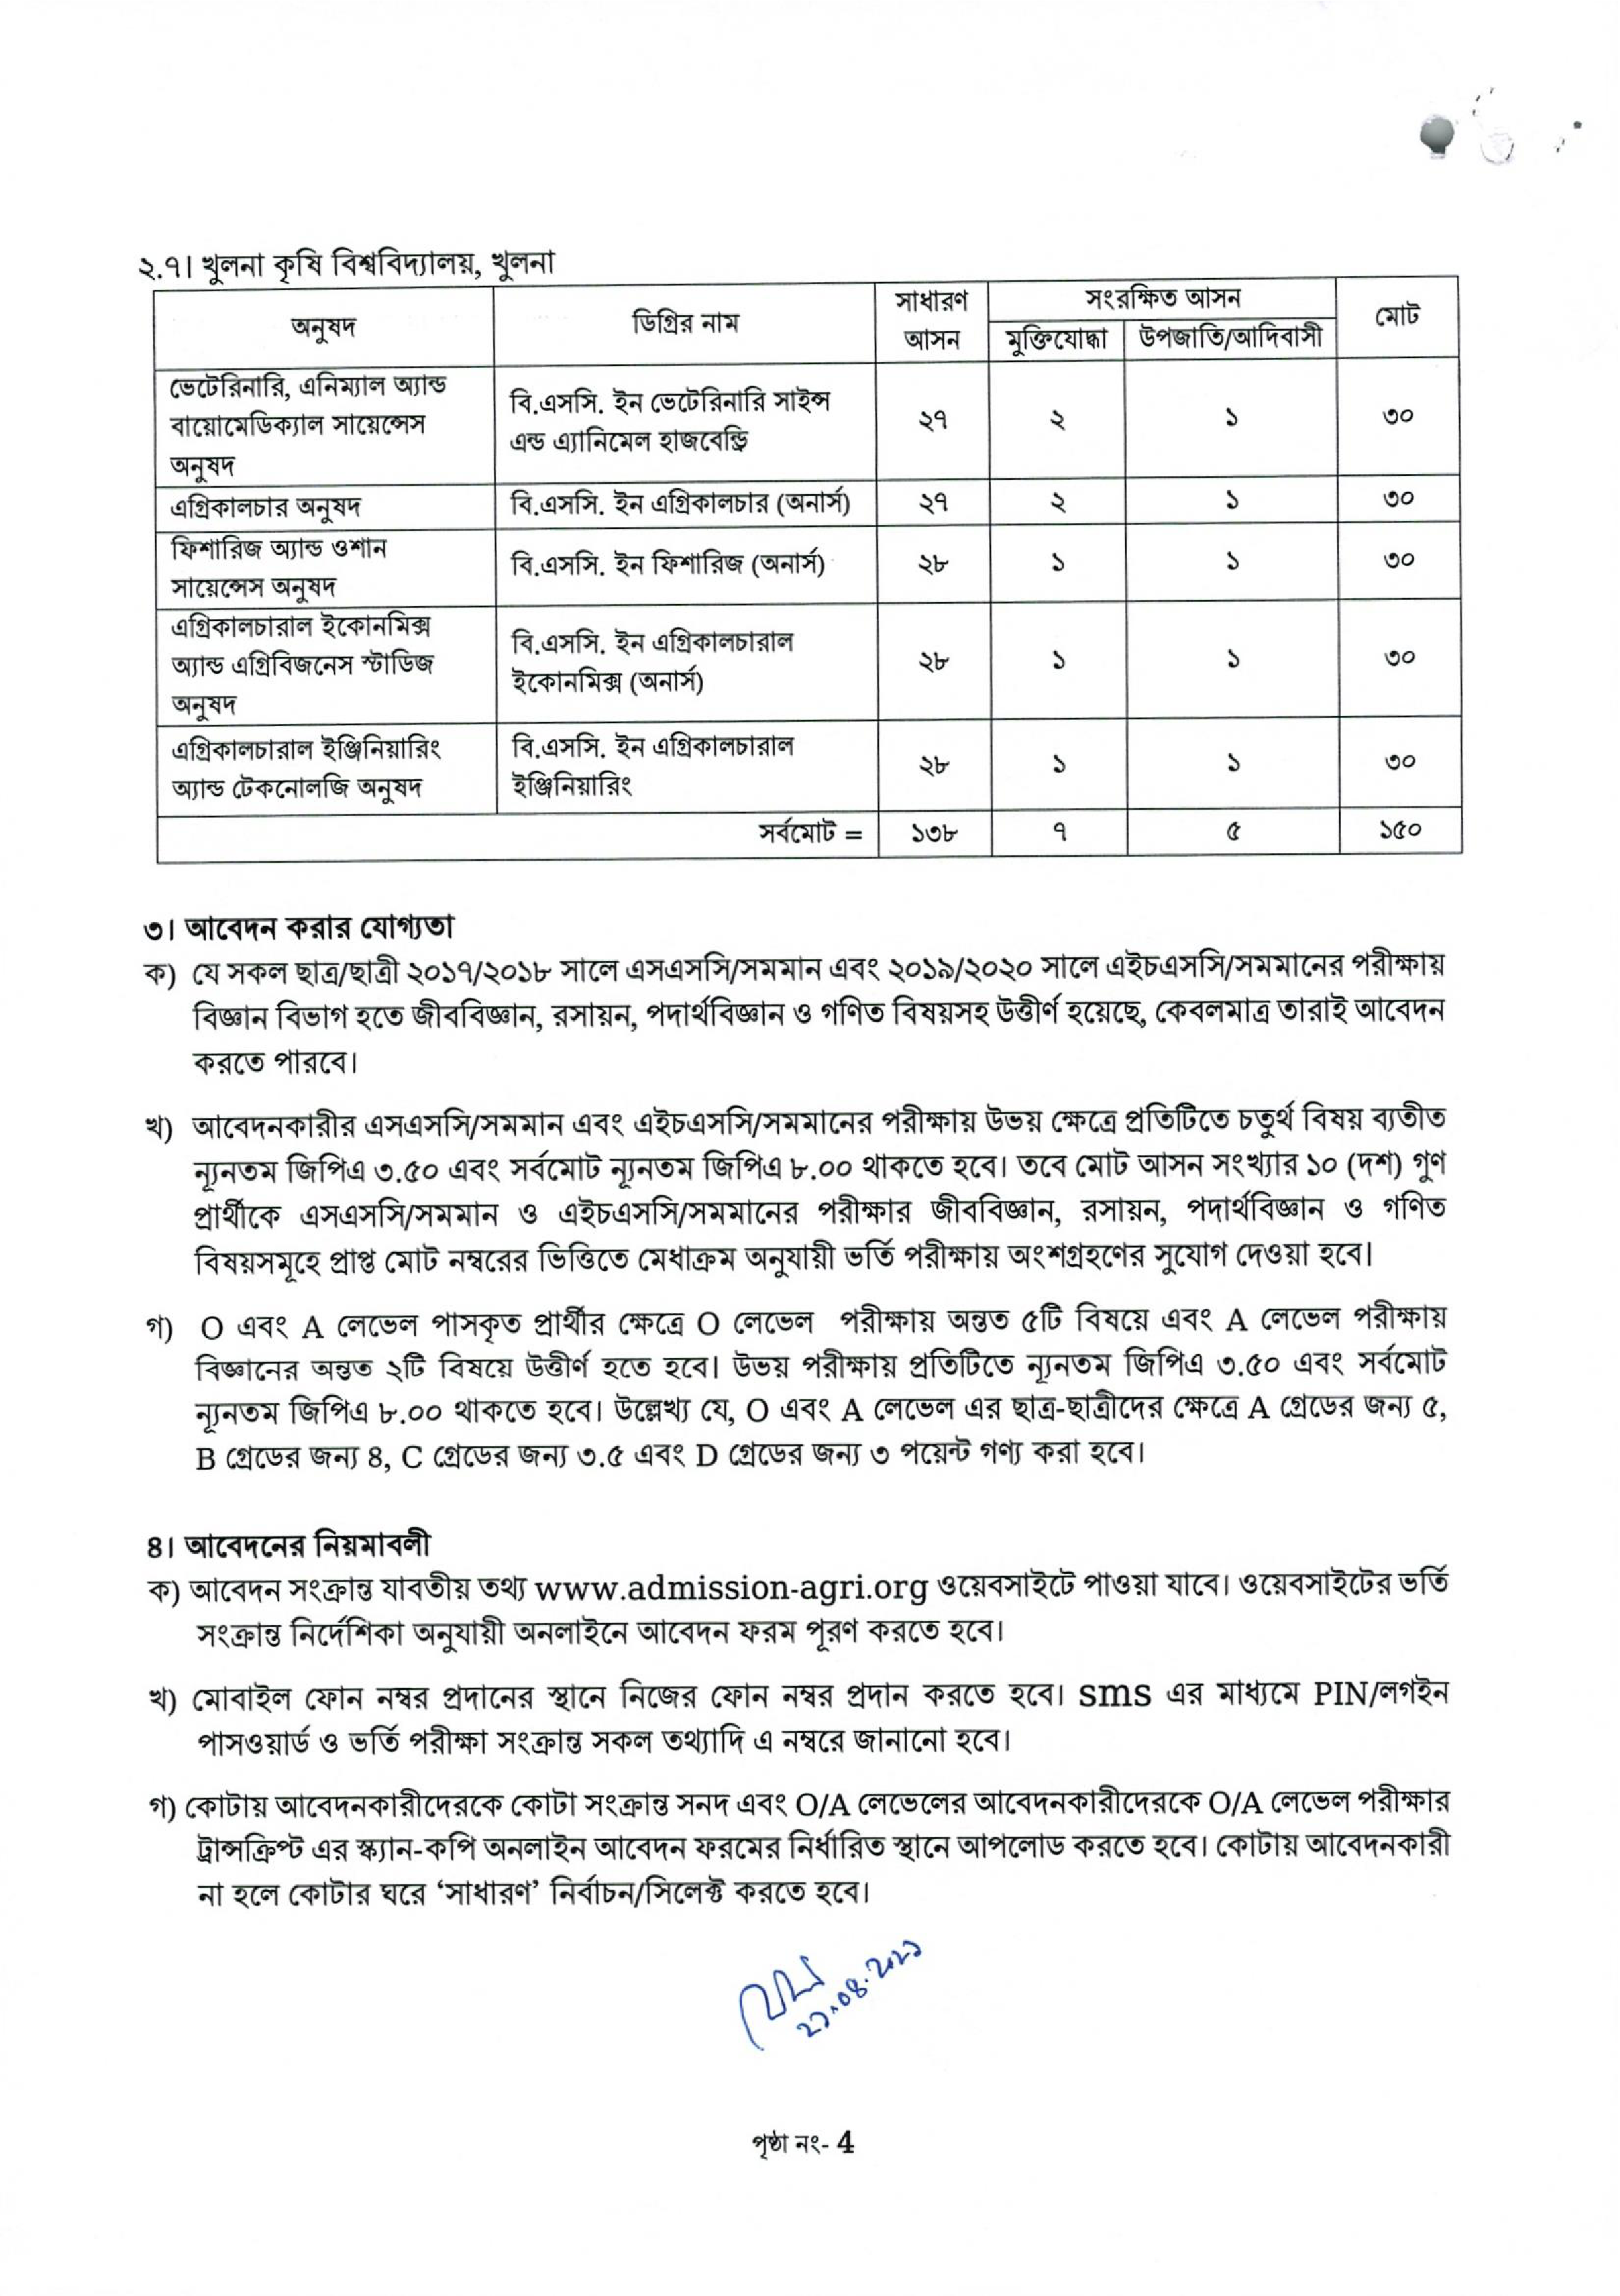 ২.৭। খুলনা কৃষি বিশ্ববিদ্যালয়, খুলনা
অনুষদ ডিগ্রির নাম সাধারণ আসন সংরক্ষিত আসন মোট
মুক্তিযোদ্ধা উপজাতি/আদিবাসী
ভেটেরিনারি, এনিম্যাল অ্যান্ড
বায়োমেডিক্যাল সায়েন্সেস
অনুষদ
বি.এসসি. ইন ভেটেরিনারি সাইন্স
এন্ড এ্যানিমেল হাজবেন্ড্রি
২৭ ২ ১ ৩০
এগ্রিকালচার অনুষদ বি.এসসি. ইন এগ্রিকালচার (অনার্স) ২৭ ২ ১ ৩০
ফিশারিজ অ্যান্ড ওশান
সায়েন্সেস অনুষদ
বি.এসসি. ইন ফিশারিজ (অনার্স) ২৮ ১ ১ ৩০
এগ্রিকালচারাল ইকোনমিক্স
অ্যান্ড এগ্রিবিজনেস স্টাডিজ
অনুষদ
বি.এসসি. ইন এগ্রিকালচারাল
ইকোনমিক্স (অনার্স)
২৮ ১ ১ ৩০
এগ্রিকালচারাল ইঞ্জিনিয়ারিং
অ্যান্ড টেকনোলজি অনুষদ
বি.এসসি. ইন এগ্রিকালচারাল
ইঞ্জিনিয়ারিং
২৮ ১ ১ ৩০
সর্বমোট = ১৩৮ ৭ ৫ ১৫০
৩। আবেদন করার যোগ্যতা
ক) যে সকল ছাত্র/ছাত্রী ২০১৭/২০১৮ সালে এসএসসি/সমমান এবং ২০১৯/২০২০ সালে এইচএসসি/সমমানের পরীক্ষায়
বিজ্ঞান বিভাগ হতে জীববিজ্ঞান, রসায়ন, পদার্থবিজ্ঞান ও গণিত বিষয়সহ উত্তীর্ণ হয়েছে, কেবলমাত্র তারাই আবেদন
করতে পারবে।
খ) আবেদনকারীর এসএসসি/সমমান এবং এইচএসসি/সমমানের পরীক্ষায় উভয় ক্ষেত্রে প্রতিটিতে চতুর্থ বিষয় ব্যতীত
ন্যূনতম জিপিএ ৩.৫০ এবং সর্বমোট ন্যূনতম জিপিএ ৮.০০ থাকতে হবে। তবে মোট আসন সংখ্যার ১০ (দশ) গুণ
প্রার্থীকে এসএসসি/সমমান ও এইচএসসি/সমমানের পরীক্ষার জীববিজ্ঞান, রসায়ন, পদার্থবিজ্ঞান ও গণিত
বিষয়সমূহে প্রাপ্ত মোট নম্বরের ভিত্তিতে মেধাক্রম অনুযায়ী ভর্তি পরীক্ষায় অংশগ্রহণের সুযোগ দেওয়া হবে।
গ) O এবং A লেভেল পাসকৃত প্রার্থীর ক্ষেত্রে O লেভেল পরীক্ষায় অন্তত ৫টি বিষয়ে এবং A লেভেল পরীক্ষায়
বিজ্ঞানের অন্তত ২টি বিষয়ে উত্তীর্ণ হতে হবে। উভয় পরীক্ষায় প্রতিটিতে ন্যূনতম জিপিএ ৩.৫০ এবং সর্বমোট
ন্যূনতম জিপিএ ৮.০০ থাকতে হবে। উল্লেখ্য যে, O এবং A লেভেল এর ছাত্র-ছাত্রীদের ক্ষেত্রে A গ্রেডের জন্য ৫,
B গ্রেডের জন্য ৪, C গ্রেডের জন্য ৩.৫ এবং D গ্রেডের জন্য ৩ পয়েন্ট গণ্য করা হবে।
৪। আবেদনের নিয়মাবলী
ক) আবেদন সংক্রান্ত যাবতীয় তথ্য www.admission-agri.org ওয়েবসাইটে পাওয়া যাবে। ওয়েবসাইটের ভর্তি
সংক্রান্ত নির্দেশিকা অনুযায়ী অনলাইনে আবেদন ফরম পূরণ করতে হবে।
খ) মোবাইল ফোন নম্বর প্রদানের স্থানে নিজের ফোন নম্বর প্রদান করতে হবে। sms এর মাধ্যমে PIN/লগইন
পাসওয়ার্ড ও ভর্তি পরীক্ষা সংক্রান্ত সকল তথ্যাদি এ নম্বরে জানানো হবে।
গ) কোটায় আবেদনকারীদেরকে কোটা সংক্রান্ত সনদ এবং O/A লেভেলের আবেদনকারীদেরকে O/A লেভেল পরীক্ষার
ট্রান্সক্রিপ্ট এর স্ক্যান-কপি অনলাইন আবেদন ফরমের নির্ধারিত স্থানে আপলোড করতে হবে। কোটায় আবেদনকারী
না হলে কোটার ঘরে ‘সাধারণ’ নির্বাচন/সিলেক্ট করতে হবে।
পৃষ্ঠা নং- 4